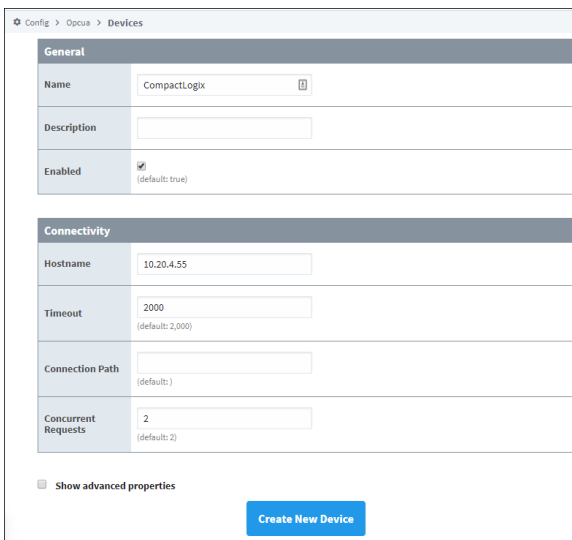 Config > Opcua > Devices
General
Name CompactLogix
Description
Enabled
(default: true)
Connectivity
Hostname 10.20.4.55
Timeout 2000
(default: 2,000)
Connection Path
(default: )
Concurrent Requests 2
(default: 2)
Show advanced properties
Create New Device